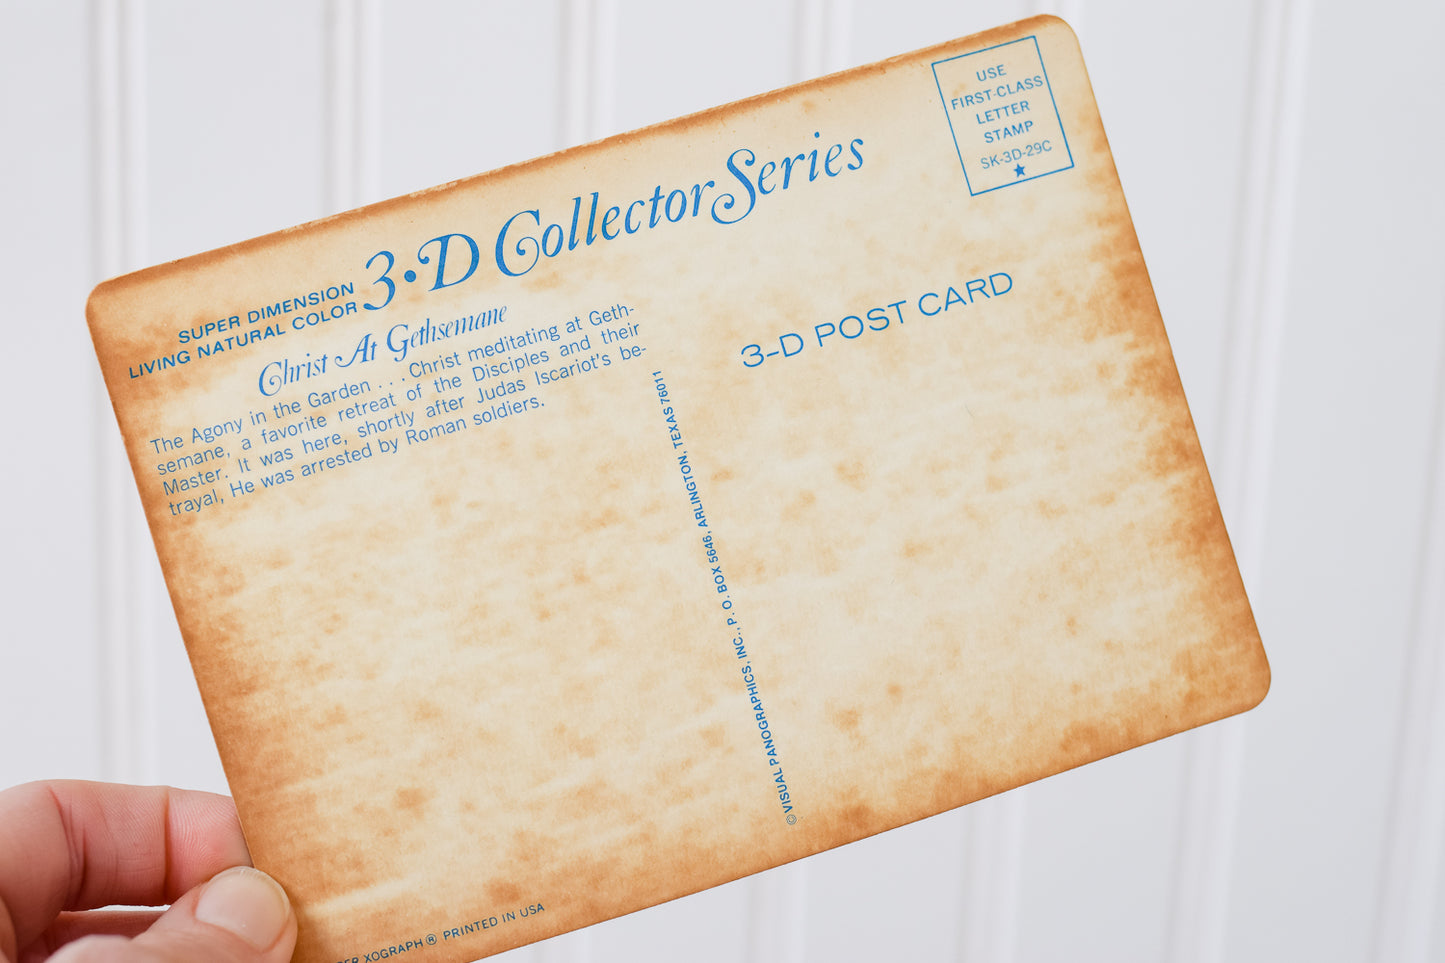 SUPER DIMENSION
LIVING NATURAL COLOR
3·D Collector Series
USE
FIRST-CLASS
LETTER
STAMP
SK-3D-29C
★
Christ At Gethsemane
The Agony in the Garden . . . Christ meditating at Geth-
semane, a favorite retreat of the Disciples and their
Master. It was here, shortly after Judas Iscariot's be-
trayal, He was arrested by Roman soldiers.
3-D POST CARD
©VISUAL PANOGRAPHICS, INC., P. O. BOX 5646, ARLINGTON, TEXAS 76011
XOGRAPH® PRINTED IN USA